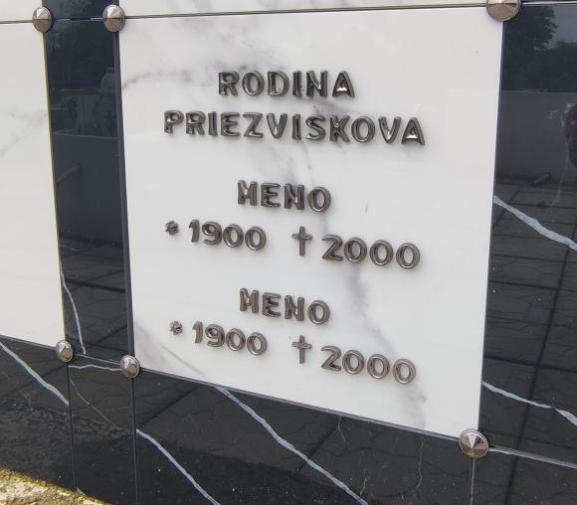 RODINA
PRIEZVISKOVA
MENO
* 1900 † 2000
MENO
* 1900 † 2000